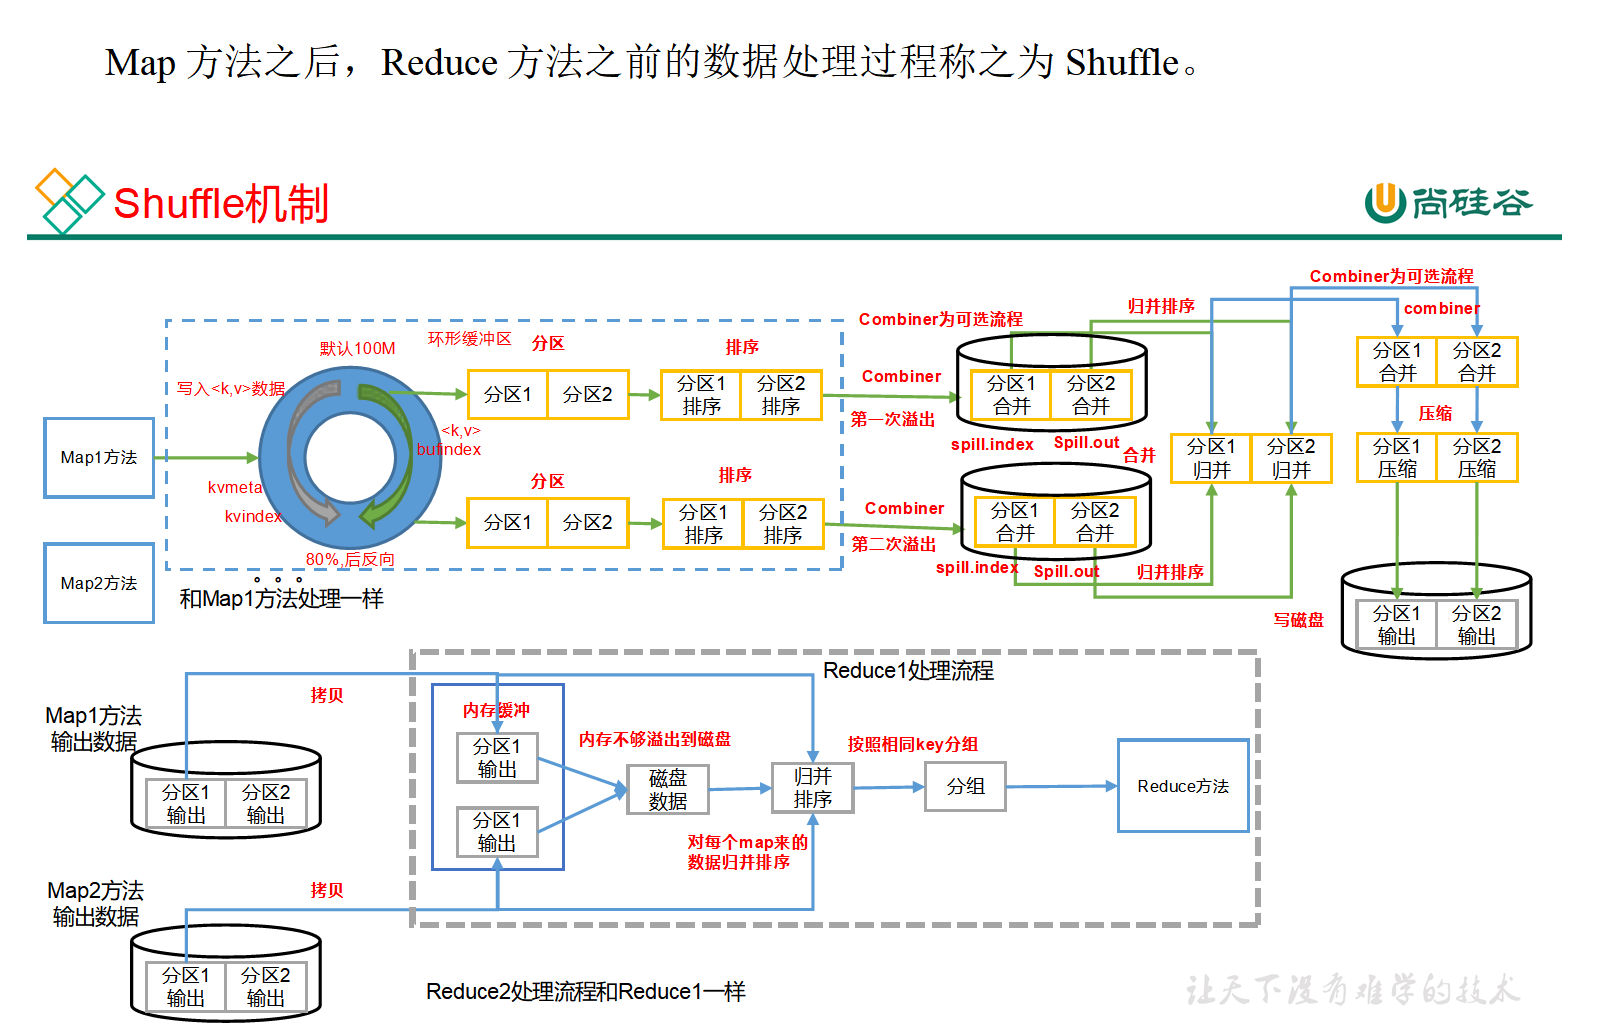 Map 方法之后，Reduce 方法之前的数据处理过程称之为 Shuffle。
Shuffle机制
尚硅谷
Combiner为可选流程
归并排序
combiner
Combiner为可选流程
默认100M
环形缓冲区
分区
排序
写入<k,v>数据
分区1
分区2
分区1
排序
分区2
排序
Combiner
第一次溢出
分区1
合并
分区2
合并
spill.index
Spill.out
分区1
合并
分区2
合并
压缩
Map1方法
<k,v>
bufindex
kvmeta
kvindex
80%,后反向
分区
排序
分区1
分区2
分区1
排序
分区2
排序
Combiner
第二次溢出
合并
分区1
归并
分区2
归并
分区1
压缩
分区2
压缩
分区1
合并
分区2
合并
spill.index
Spill.out
归并排序
写磁盘
分区1
输出
分区2
输出
Map2方法
。。。
和Map1方法处理一样
Reduce1处理流程
拷贝
Map1方法
输出数据
分区1
输出
分区2
输出
内存缓冲
分区1
输出
分区1
输出
内存不够溢出到磁盘
磁盘
数据
归并
排序
对每个map来的
数据归并排序
按照相同key分组
分组
Reduce方法
拷贝
Map2方法
输出数据
分区1
输出
分区2
输出
Reduce2处理流程和Reduce1一样
让天下没有难学的技术